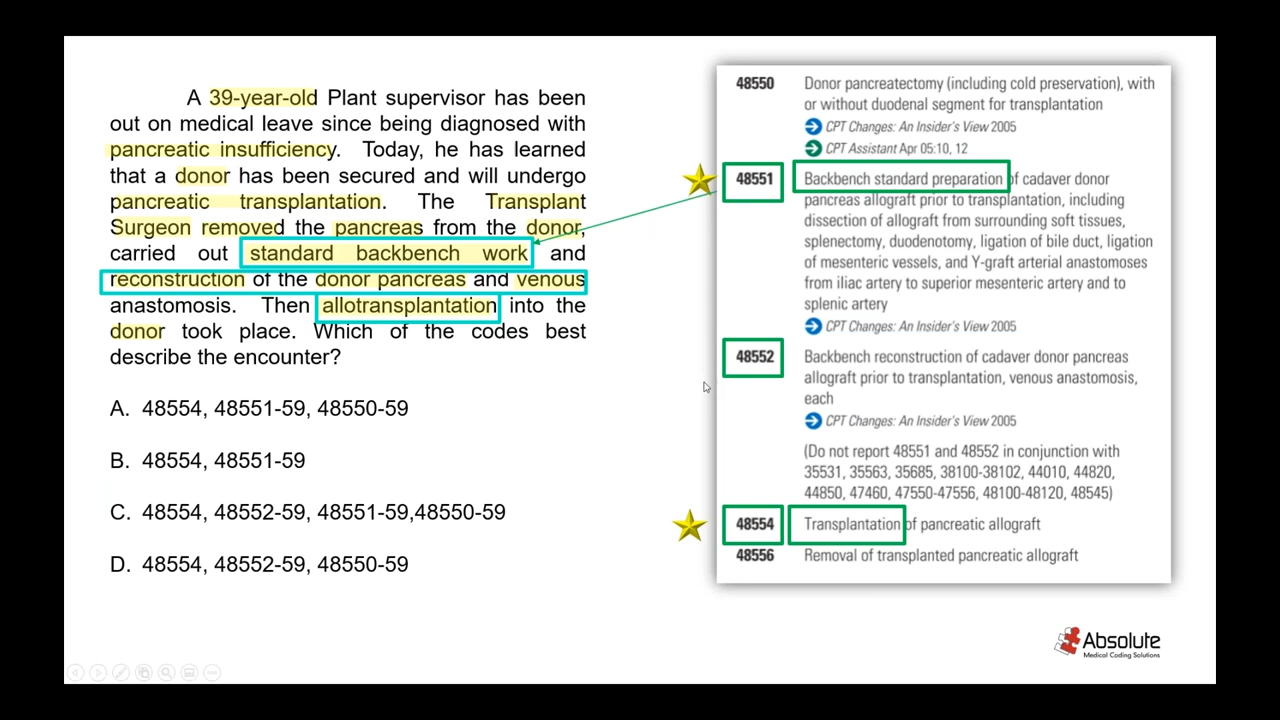 A 39-year-old Plant supervisor has been
out on medical leave since being diagnosed with
pancreatic insufficiency. Today, he has learned
that a donor has been secured and will undergo
pancreatic transplantation. The Transplant
Surgeon removed the pancreas from the donor,
carried out standard backbench work and
reconstruction of the donor pancreas and venous
anastomosis. Then allotransplantation into the
donor took place. Which of the codes best
describe the encounter?
A. 48554, 48551-59, 48550-59
B. 48554, 48551-59
C. 48554, 48552-59, 48551-59,48550-59
D. 48554, 48552-59, 48550-59
48550 Donor pancreatectomy (including cold preservation), with
or without duodenal segment for transplantation
CPT Changes: An Insider's View 2005
CPT Assistant Apr 05:10, 12
48551 Backbench standard preparation of cadaver donor
pancreas allograft prior to transplantation, including
dissection of allograft from surrounding soft tissues,
splenectomy, duodenotomy, ligation of bile duct, ligation
of mesenteric vessels, and Y-graft arterial anastomoses
from iliac artery to superior mesenteric artery and to
splenic artery
CPT Changes: An Insider's View 2005
48552 Backbench reconstruction of cadaver donor pancreas
allograft prior to transplantation, venous anastomosis,
each
CPT Changes: An Insider's View 2005
(Do not report 48551 and 48552 in conjunction with
35531, 35563, 35685, 38100-38102, 44010, 44820,
44850, 47460, 47550-47556, 48100-48120, 48545)
48554 Transplantation of pancreatic allograft
48556 Removal of transplanted pancreatic allograft
Absolute
Medical Coding Solutions